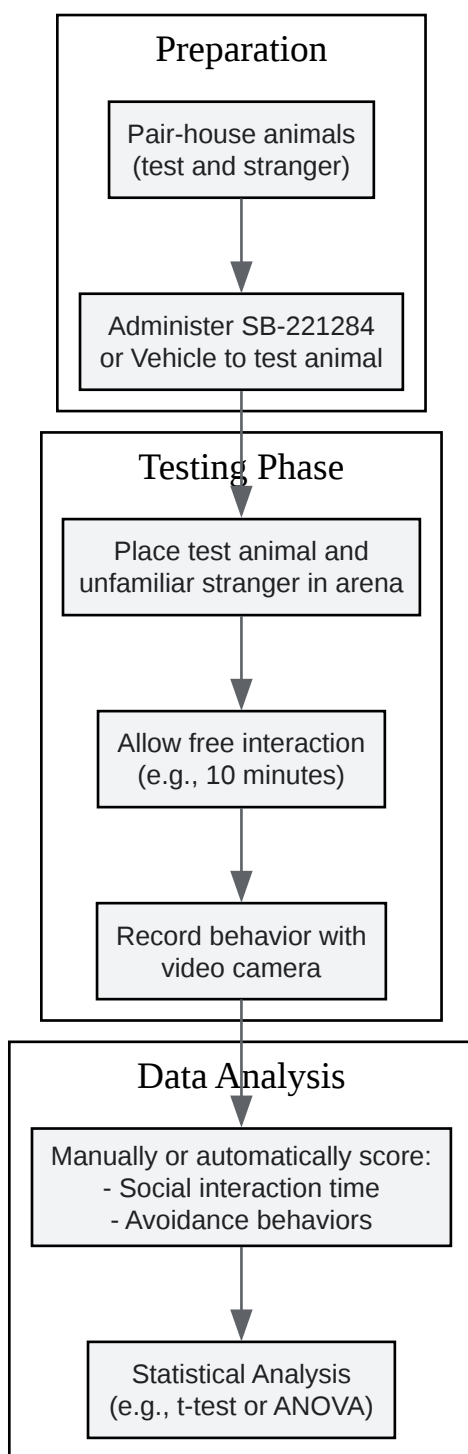 Preparation
Pair-house animals
(test and stranger)
Administer SB-221284
or Vehicle to test animal
Testing Phase
Place test animal and
unfamiliar stranger in arena
Allow free interaction
(e.g., 10 minutes)
Record behavior with
video camera
Data Analysis
Manually or automatically score:
- Social interaction time
- Avoidance behaviors
Statistical Analysis
(e.g., t-test or ANOVA)